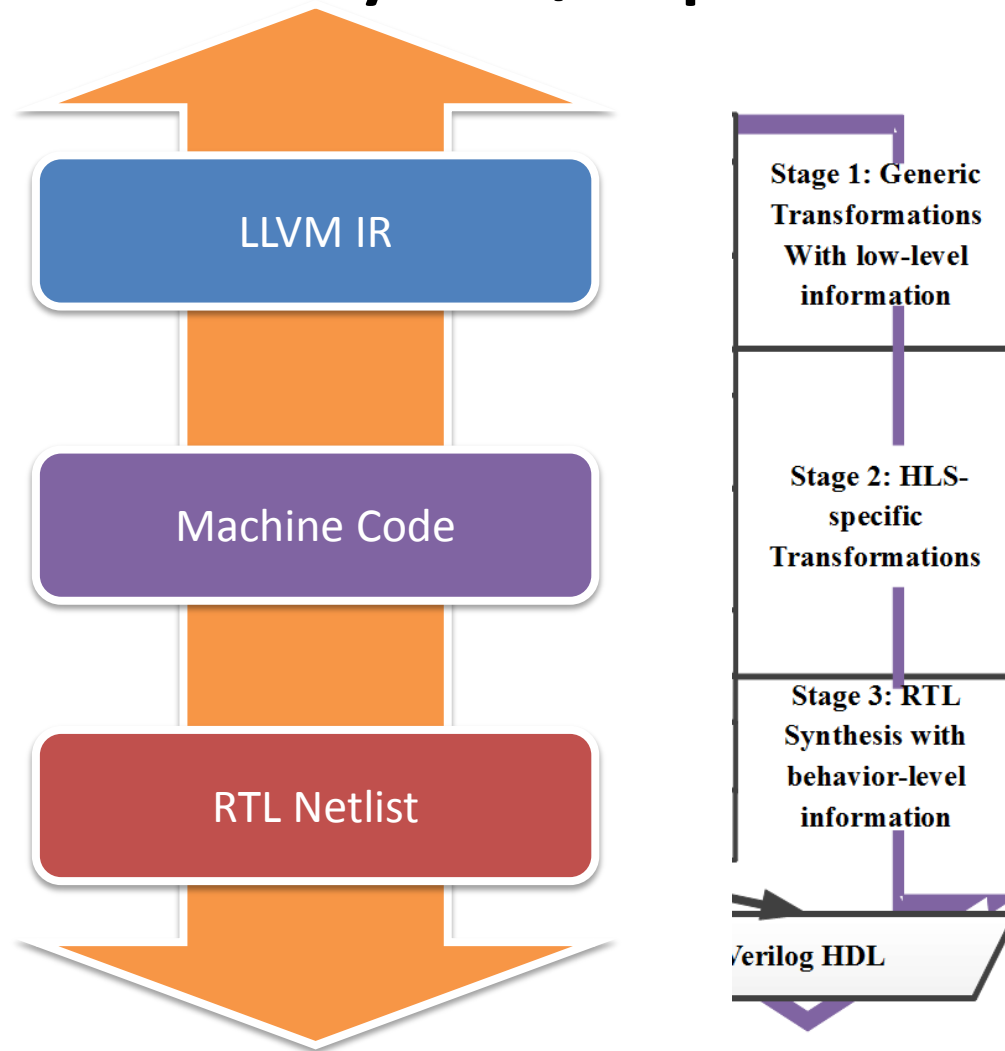 LLVM IR
Machine Code
RTL Netlist
Stage 1: Generic
Transformations
With low-level
information
Stage 2: HLS-
specific
Transformations
Stage 3: RTL
Synthesis with
behavior-level
information
Verilog HDL